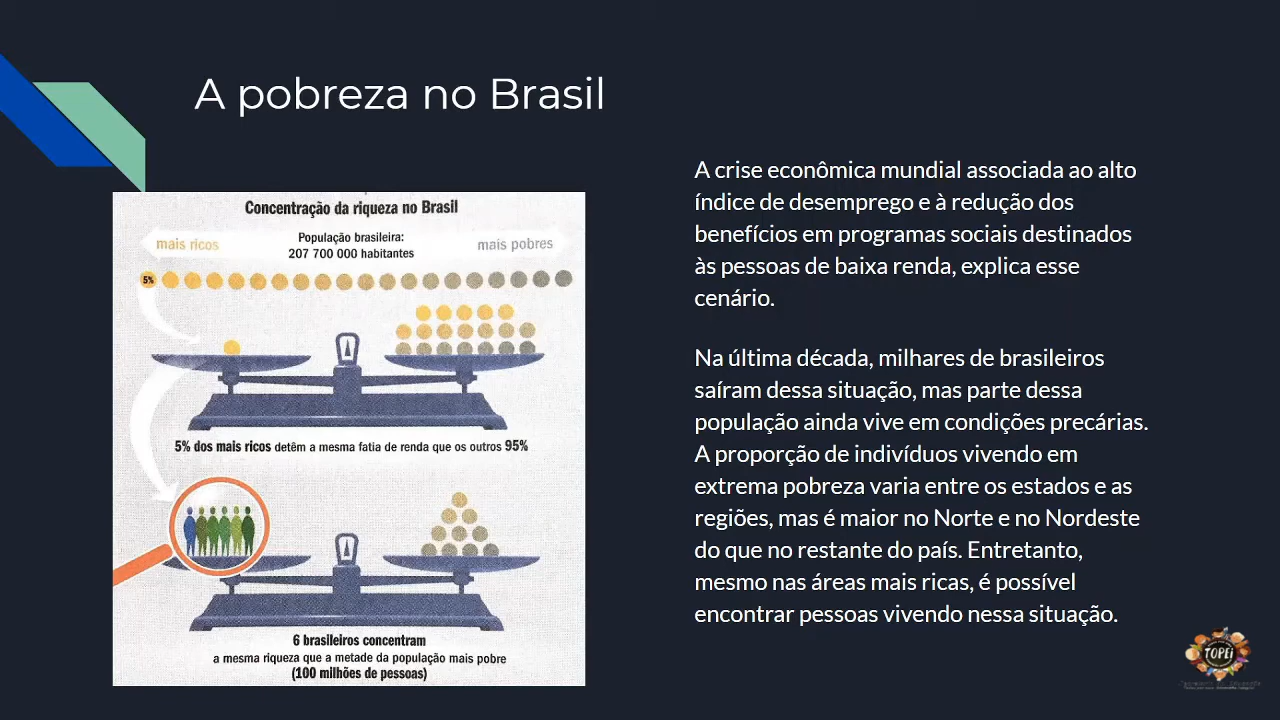 A pobreza no Brasil
Concentração da riqueza no Brasil
mais ricos
População brasileira:
207 700 000 habitantes
mais pobres
5%
5% dos mais ricos detêm a mesma fatia de renda que os outros 95%
6 brasileiros concentram
a mesma riqueza que a metade da população mais pobre
(100 milhões de pessoas)
A crise econômica mundial associada ao alto
índice de desemprego e à redução dos
benefícios em programas sociais destinados
às pessoas de baixa renda, explica esse
cenário.
Na última década, milhares de brasileiros
saíram dessa situação, mas parte dessa
população ainda vive em condições precárias.
A proporção de indivíduos vivendo em
extrema pobreza varia entre os estados e as
regiões, mas é maior no Norte e no Nordeste
do que no restante do país. Entretanto,
mesmo nas áreas mais ricas, é possível
encontrar pessoas vivendo nessa situação.
TOPEi